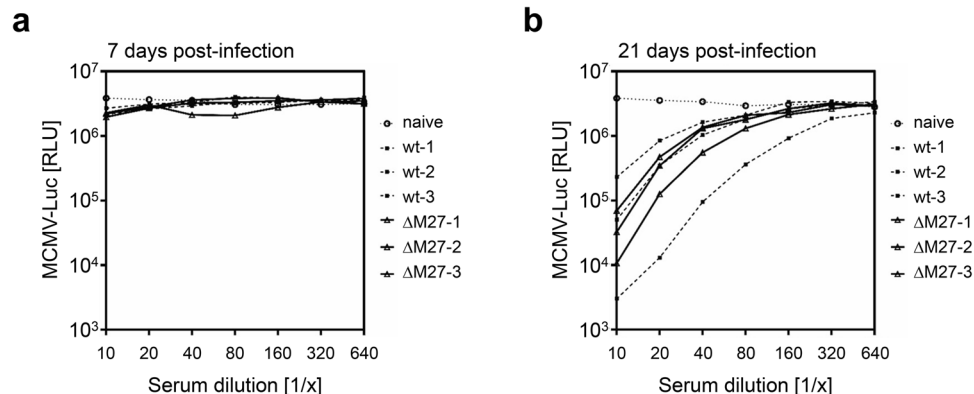 a
7 days post-infection
MCMV-Luc [RLU]
10⁷
10⁶
10⁵
10⁴
10³
10 20 40 80 160 320 640
Serum dilution [1/x]
naive
wt-1
wt-2
wt-3
ΔM27-1
ΔM27-2
ΔM27-3
b
21 days post-infection
MCMV-Luc [RLU]
10⁷
10⁶
10⁵
10⁴
10³
10 20 40 80 160 320 640
Serum dilution [1/x]
naive
wt-1
wt-2
wt-3
ΔM27-1
ΔM27-2
ΔM27-3